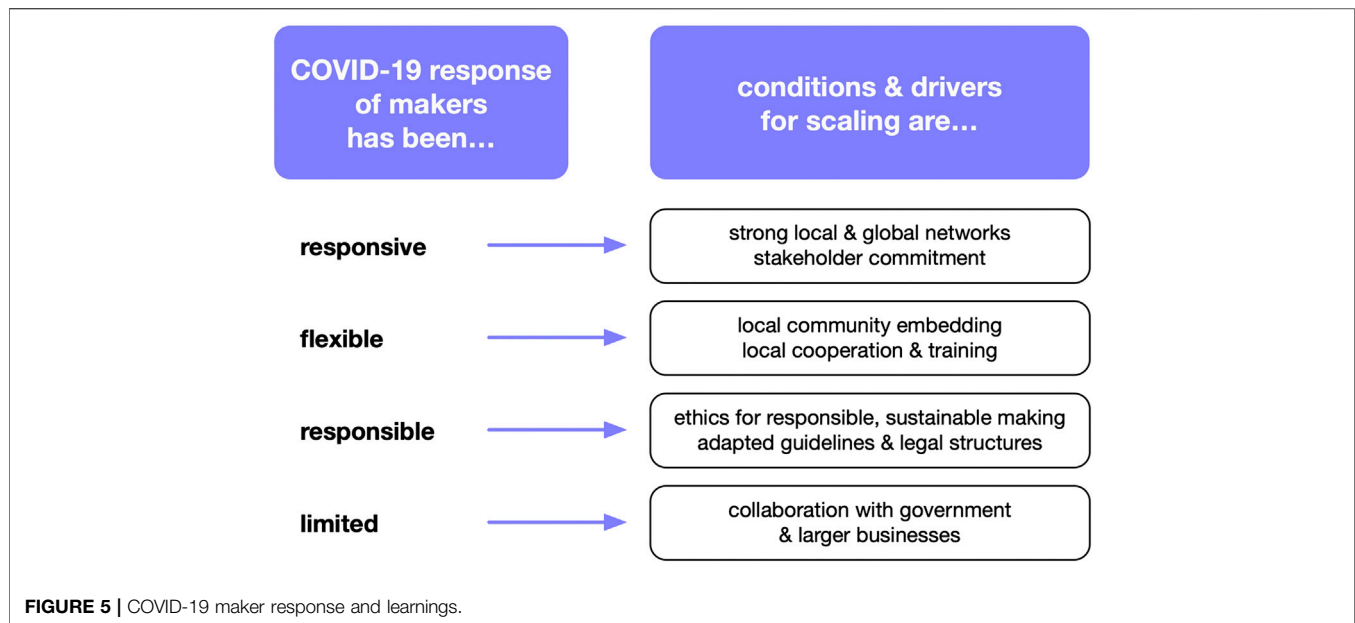 COVID-19 response
of makers
has been...
conditions & drivers
for scaling are...
responsive
strong local & global networks
stakeholder commitment
flexible
local community embedding
local cooperation & training
responsible
ethics for responsible, sustainable making
adapted guidelines & legal structures
limited
collaboration with government
& larger businesses
FIGURE 5 | COVID-19 maker response and learnings.